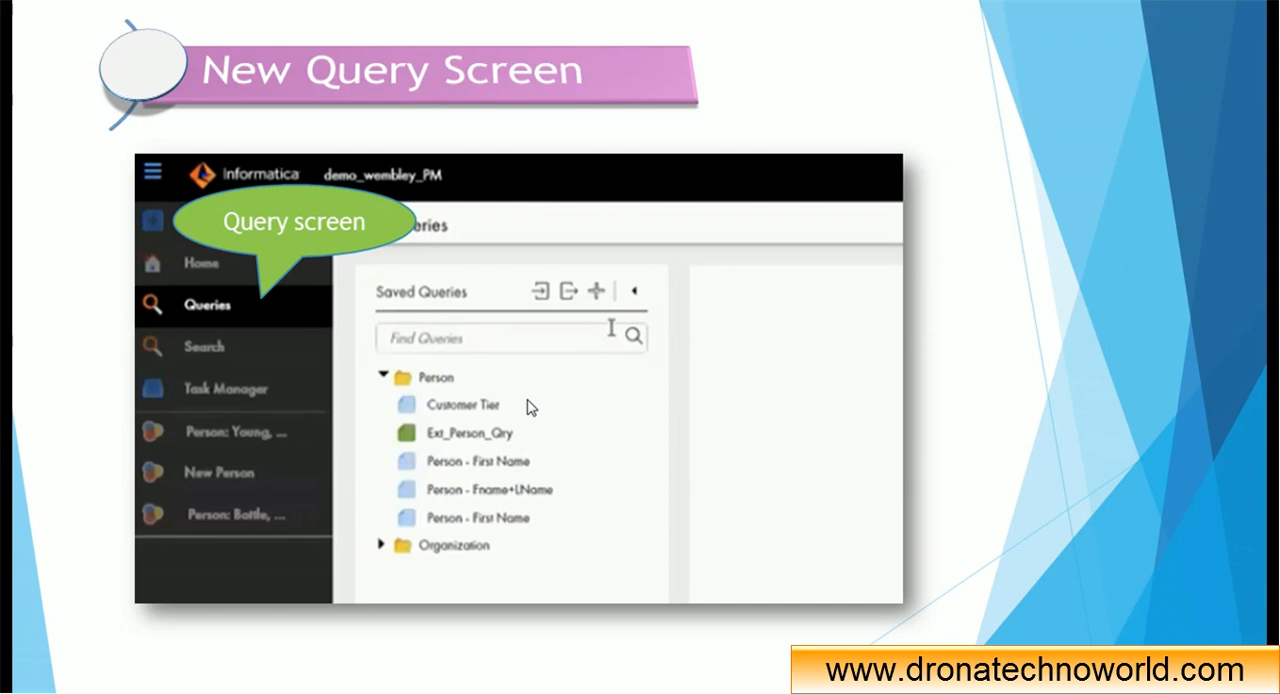 New Query Screen
Informatica demo_wembley_PM
Query screen
eries
Home
Saved Queries
Queries
Find Queries
Search
Person
Task Manager
Customer Tier
Person: Young, ...
Ext_Person_Qry
New Person
Person - First Name
Person - Fname+LName
Person: Bottle, ...
Person - First Name
Organization
www.dronatechnoworld.com